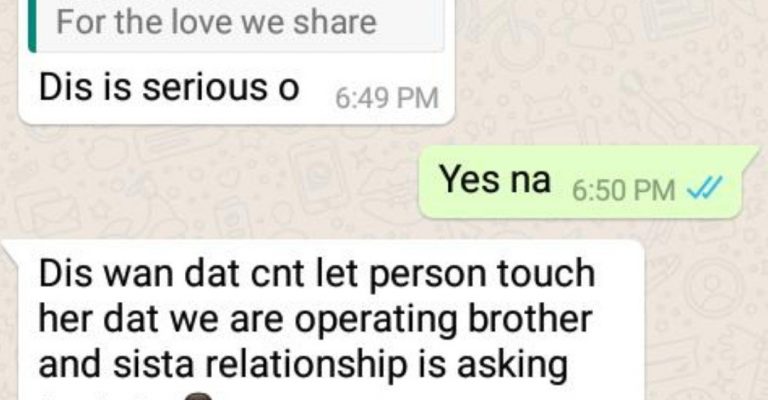 For the love we share
Dis is serious o 6:49 PM
Yes na 6:50 PM
Dis wan dat cnt let person touch
her dat we are operating brother
and sista relationship is asking